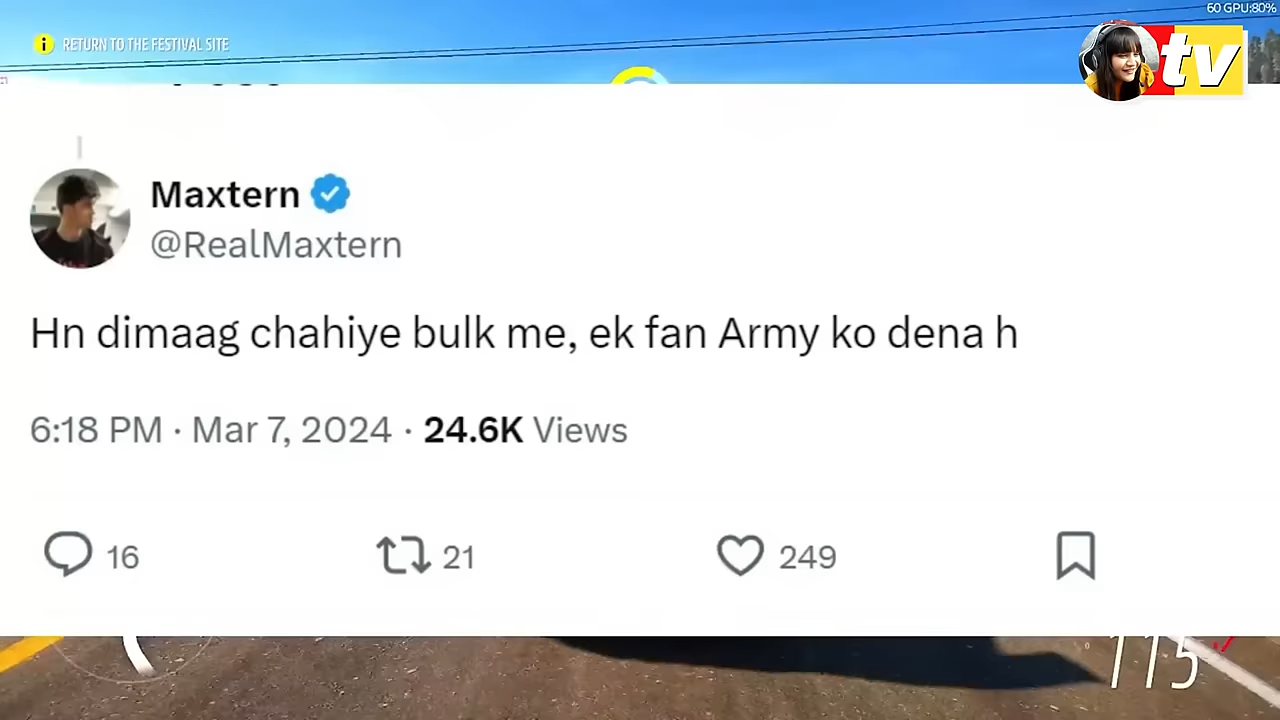 60 GPU:80%
RETURN TO THE FESTIVAL SITE
tv
Maxtern
@RealMaxtern
Hn dimaag chahiye bulk me, ek fan Army ko dena h
6:18 PM · Mar 7, 2024 · 24.6K Views
16 21 249
115